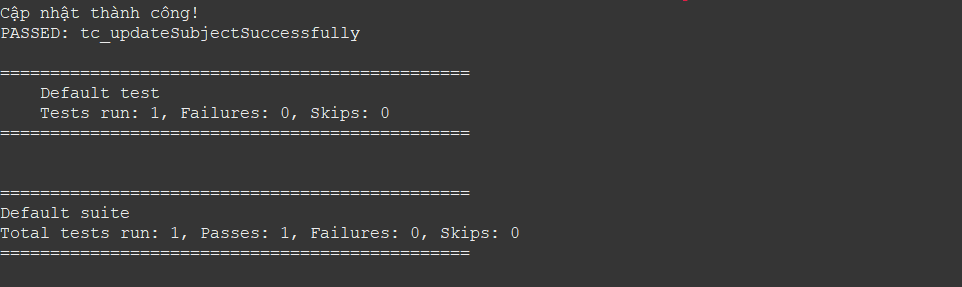 Cập nhật thành công!
PASSED: tc_updateSubjectSuccessfully
===============================================
Default test
Tests run: 1, Failures: 0, Skips: 0
===============================================
===============================================
Default suite
Total tests run: 1, Passes: 1, Failures: 0, Skips: 0
===============================================